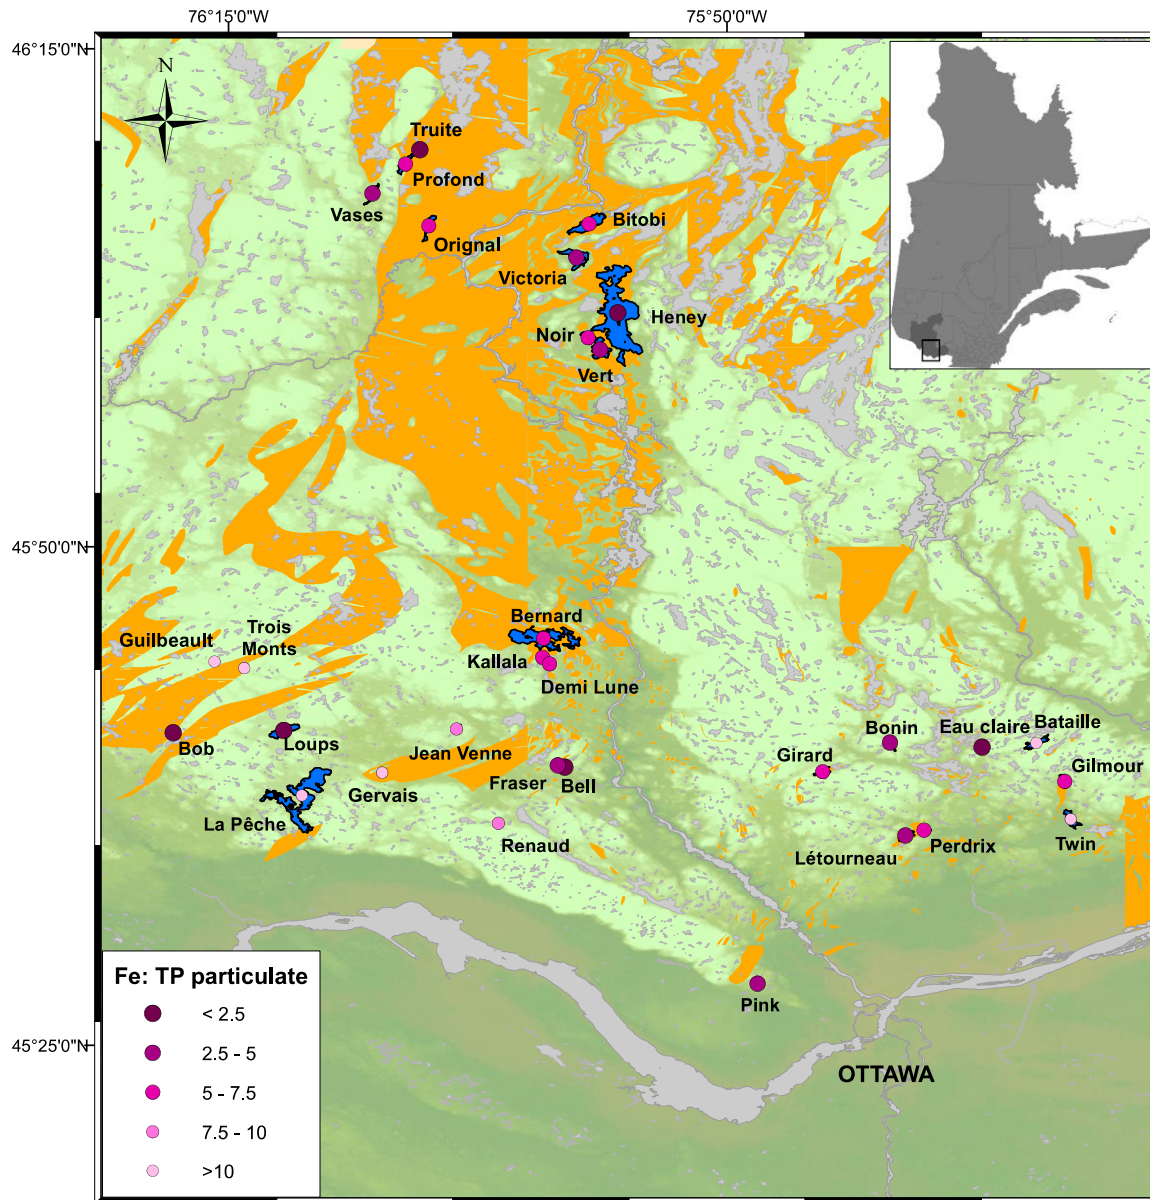 76°15'0"W
75°50'0"W
46°15'0"N
N
Truite
Profond
Vases
Orignal
Bitobi
Victoria
Heney
Noir
Vert
45°50'0"N
Bernard
Trois
Monts
Guilbeault
Kallala
Demi Lune
Bob
Loups
Jean Venne
Bonin
Eau claire
Bataille
Girard
Gilmour
Fraser
Bell
Gervais
La Pêche
Renaud
Létourneau
Perdrix
Twin
Pink
45°25'0"N
OTTAWA
Fe: TP particulate
< 2.5
2.5 - 5
5 - 7.5
7.5 - 10
>10